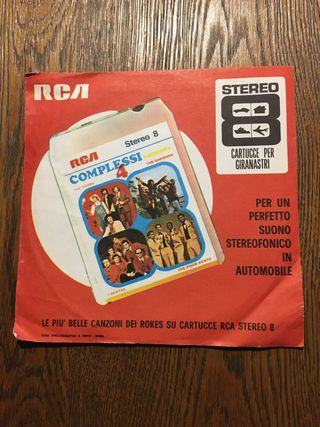 RCA
STEREO
8
CARTUCCE PER
GIRANASTRI
Stereo 8
RCA
COMPLESSI
4
PER UN
PERFETTO
SUONO
STEREOFONICO
IN
AUTOMOBILE
LE PIU' BELLE CANZONI DEI ROKES SU CARTUCCE RCA STEREO 8